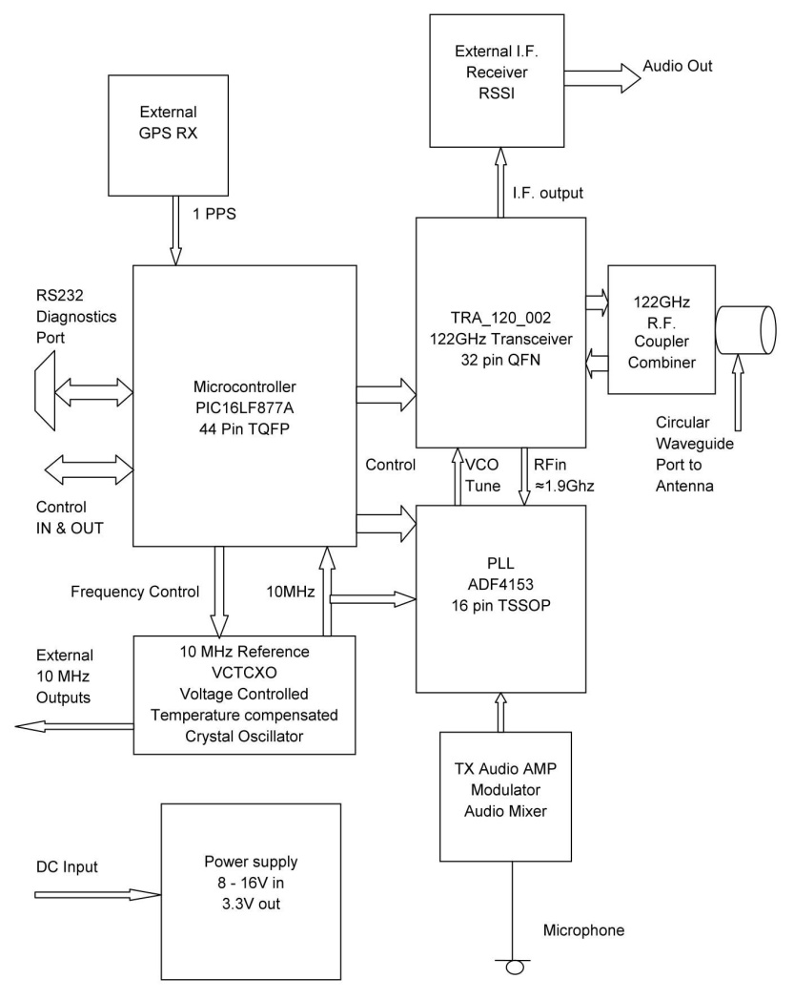 External I.F.
Receiver
RSSI
Audio Out
External
GPS RX
I.F. output
1 PPS
RS232
Diagnostics
Port
TRA_120_002
122GHz Transceiver
32 pin QFN
122GHz
R.F.
Coupler
Combiner
Microcontroller
PIC16LF877A
44 Pin TQFP
Circular
Waveguide
Port to
Antenna
Control
VCO
Tune
RFin
≈1.9Ghz
Control
IN & OUT
PLL
ADF4153
16 pin TSSOP
Frequency Control
10MHz
External
10 MHz
Outputs
10 MHz Reference
VCTCXO
Voltage Controlled
Temperature compensated
Crystal Oscillator
TX Audio AMP
Modulator
Audio Mixer
DC Input
Power supply
8 - 16V in
3.3V out
Microphone